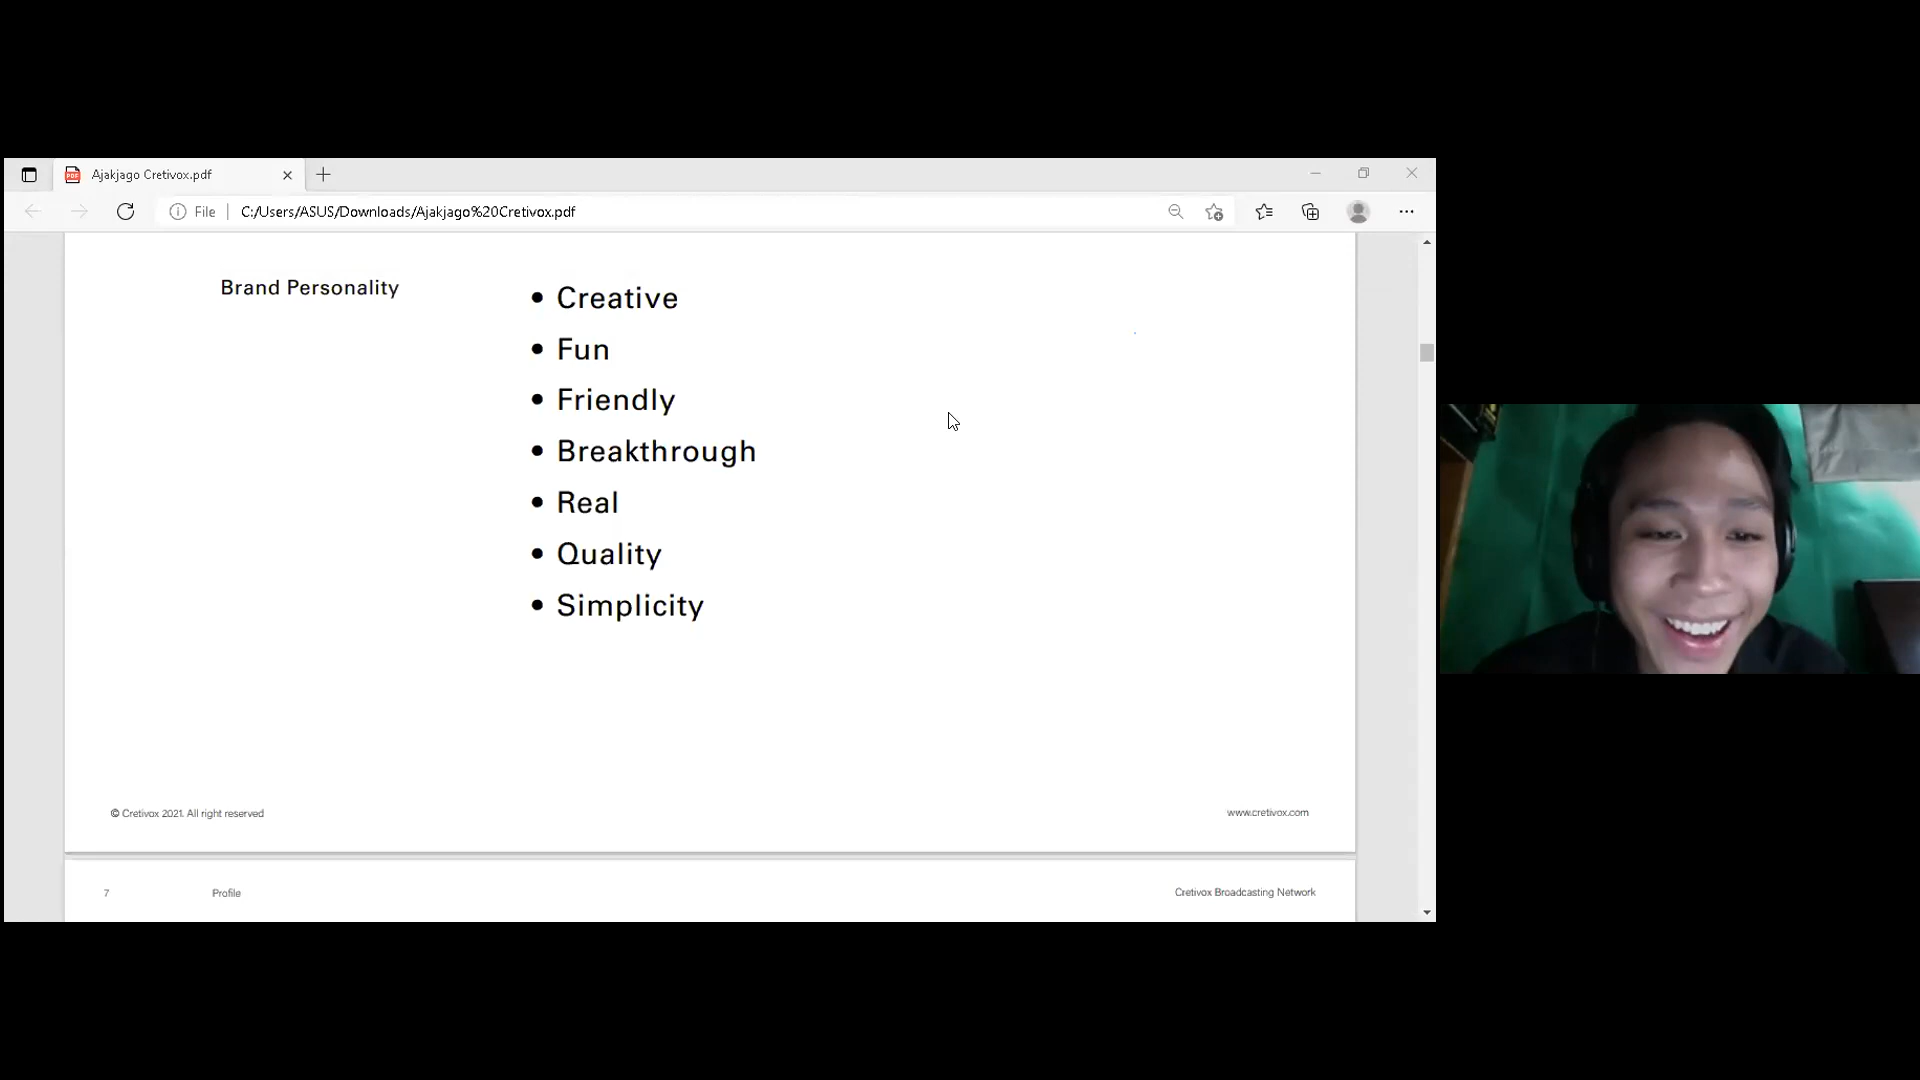 Ajakjago Cretivox.pdf
File
C:/Users/ASUS/Downloads/Ajakjago%20Cretivox.pdf
Brand Personality
• Creative
• Fun
• Friendly
• Breakthrough
• Real
• Quality
• Simplicity
© Cretivox 2021. All right reserved
www.cretivox.com
7
Profile
Cretivox Broadcasting Network